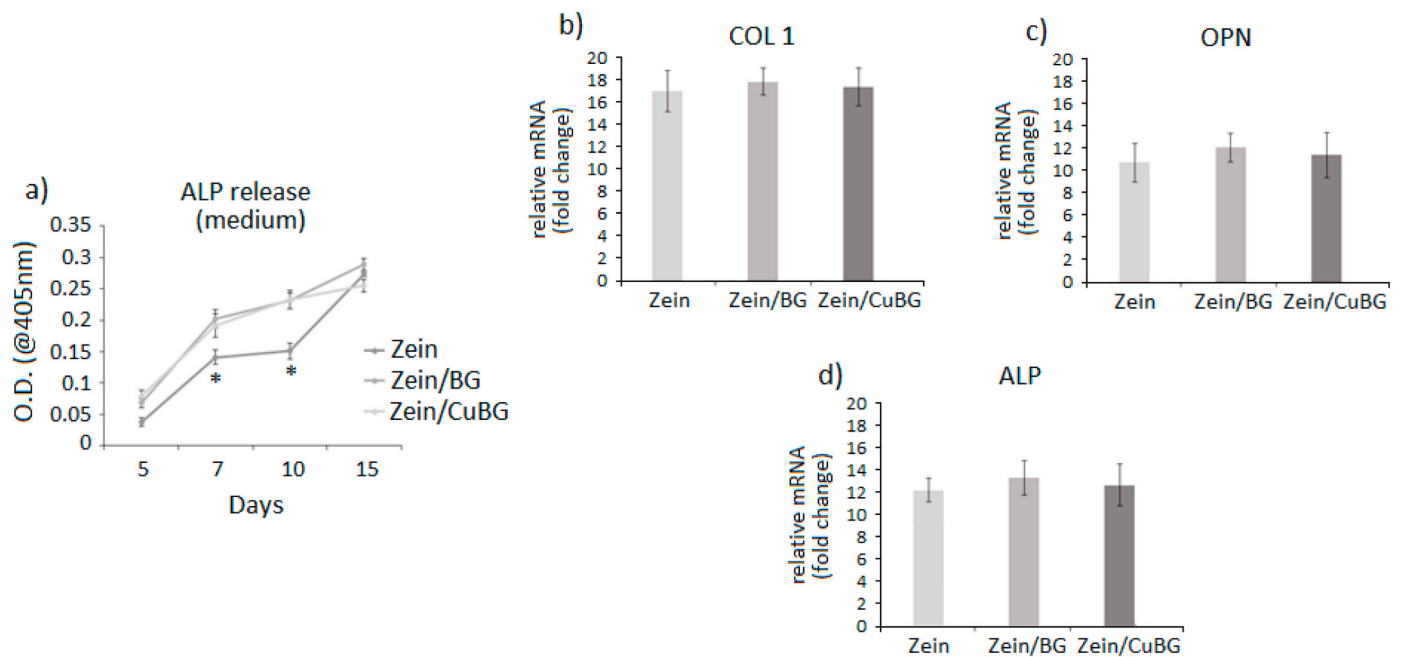 a)
ALP release
(medium)
O.D. (@405nm)
0.35
0.3
0.25
0.2
0.15
0.1
0.05
0
*
*
Zein
Zein/BG
Zein/CuBG
5 7 10 15
Days
b)
COL 1
relative mRNA
(fold change)
20
18
16
14
12
10
8
6
4
2
0
Zein Zein/BG Zein/CuBG
c)
OPN
relative mRNA
(fold change)
20
18
16
14
12
10
8
6
4
2
0
Zein Zein/BG Zein/CuBG
d)
ALP
relative mRNA
(fold change)
20
18
16
14
12
10
8
6
4
2
0
Zein Zein/BG Zein/CuBG